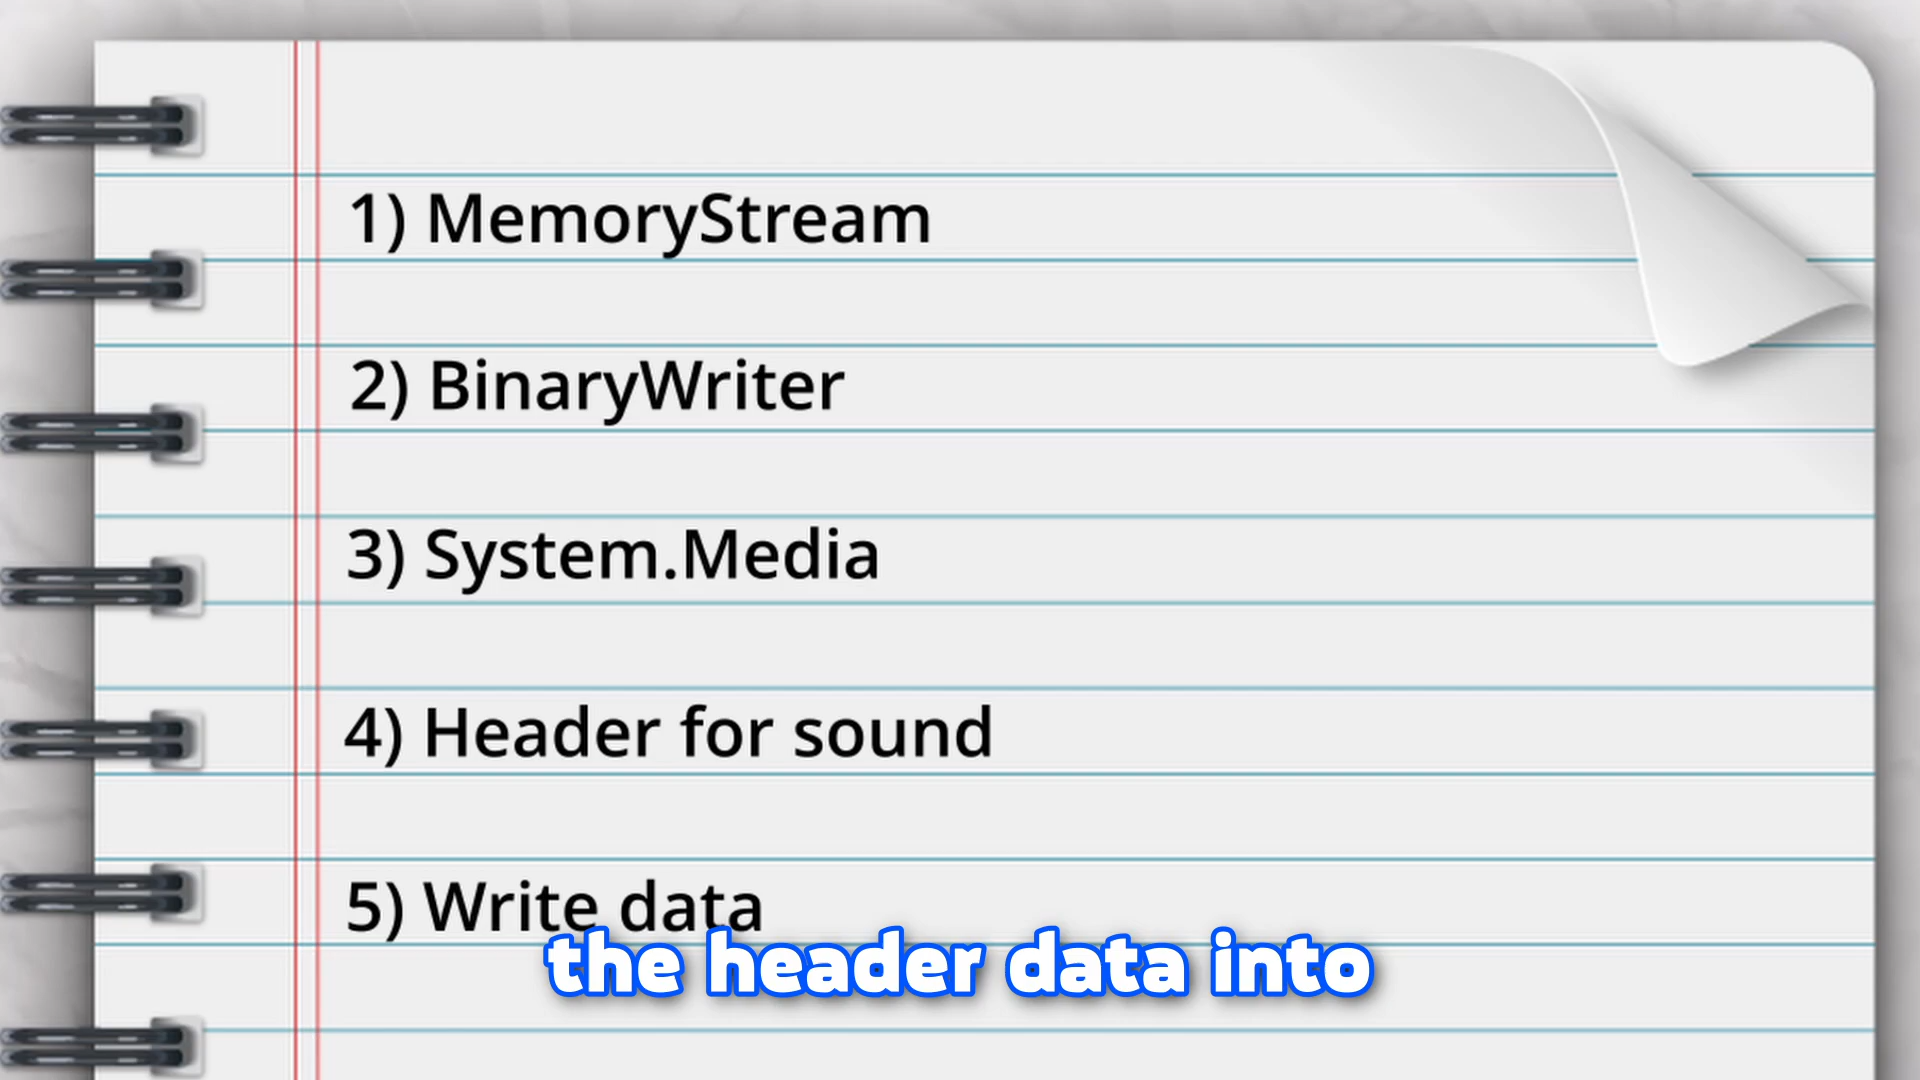 1) MemoryStream
2) BinaryWriter
3) System.Media
4) Header for sound
5) Write data
the header data into